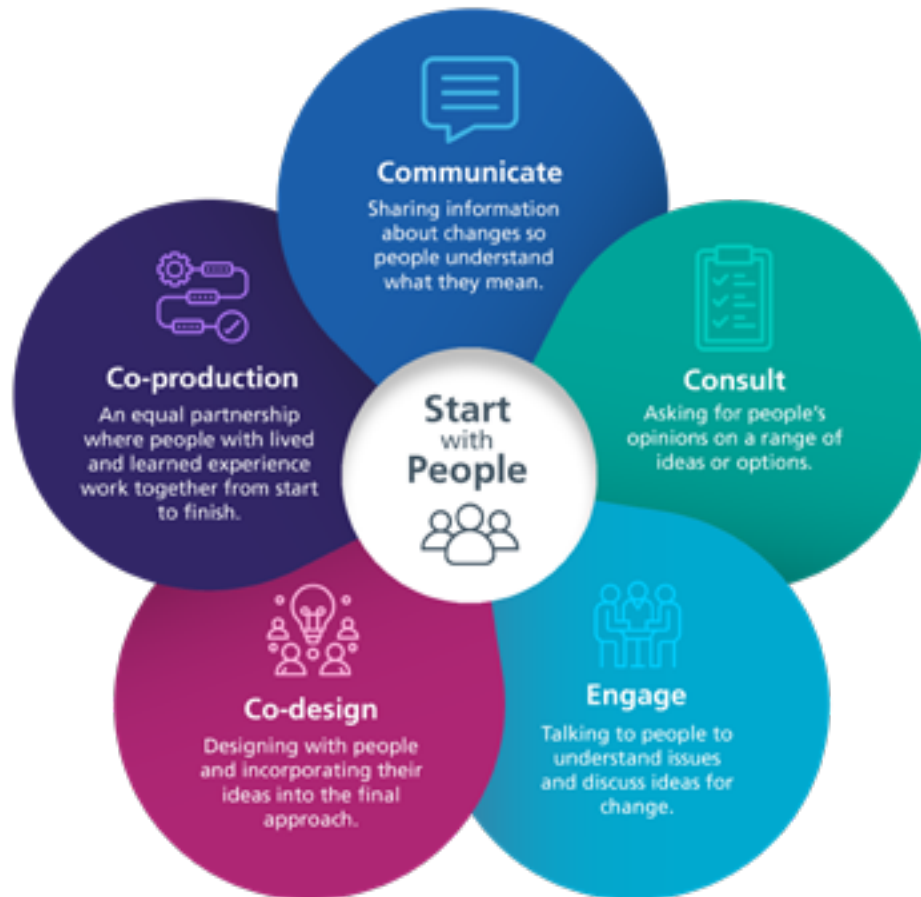 Communicate
Sharing information
about changes so
people understand
what they mean.
Consult
Asking for people's
opinions on a range of
ideas or options.
Engage
Talking to people to
understand issues
and discuss ideas for
change.
Co-design
Designing with people
and incorporating their
ideas into the final
approach.
Co-production
An equal partnership
where people with lived
and learned experience
work together from start
to finish.
Start
with
People